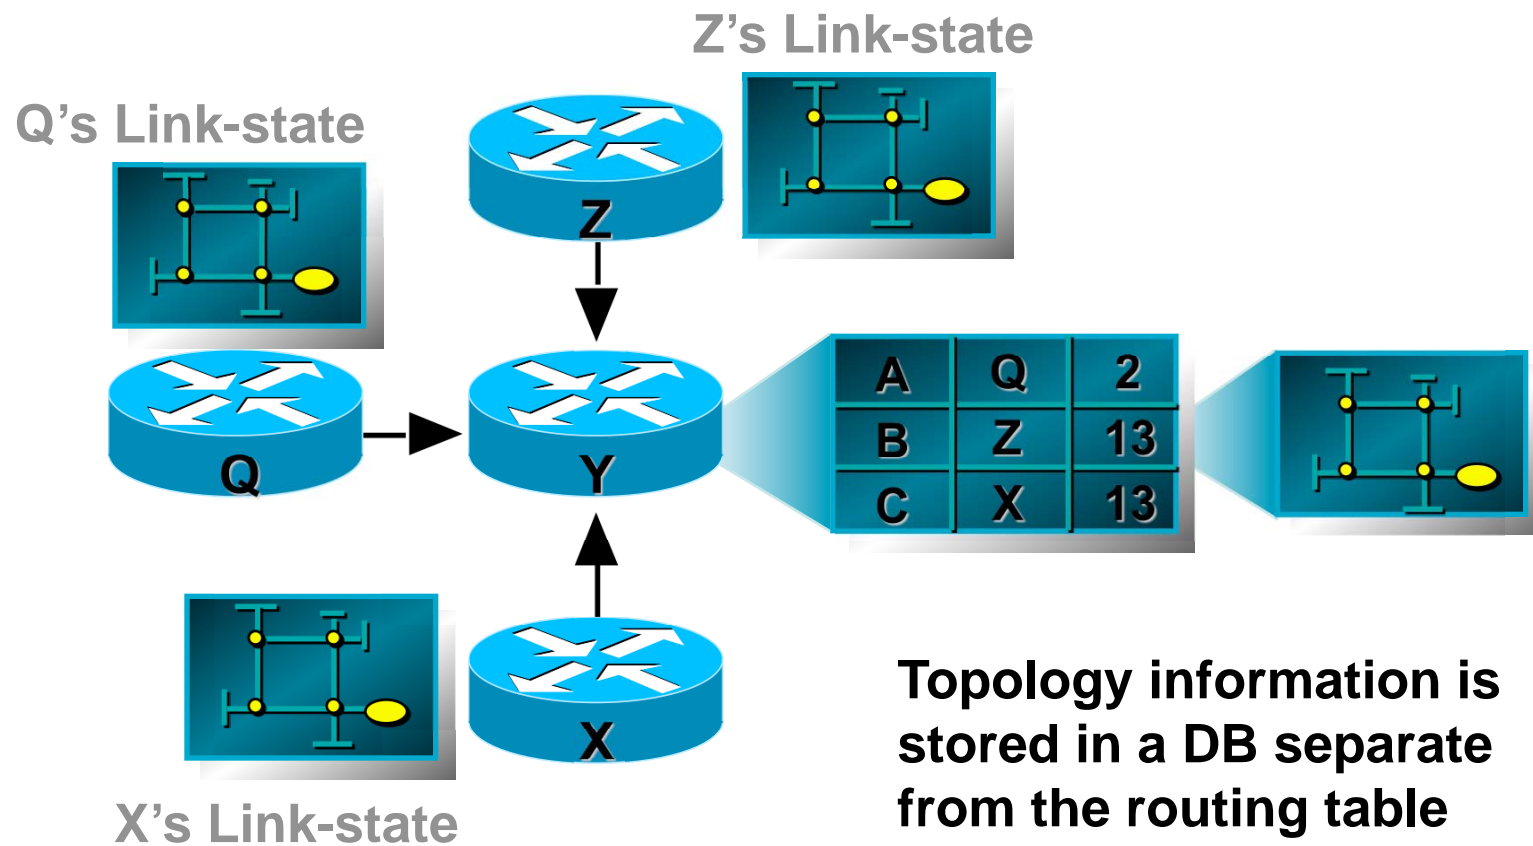 Z’s Link-state
Q’s Link-state
Z
A Q 2
B Z 13
C X 13
Q
Y
X
X’s Link-state
Topology information is
stored in a DB separate
from the routing table